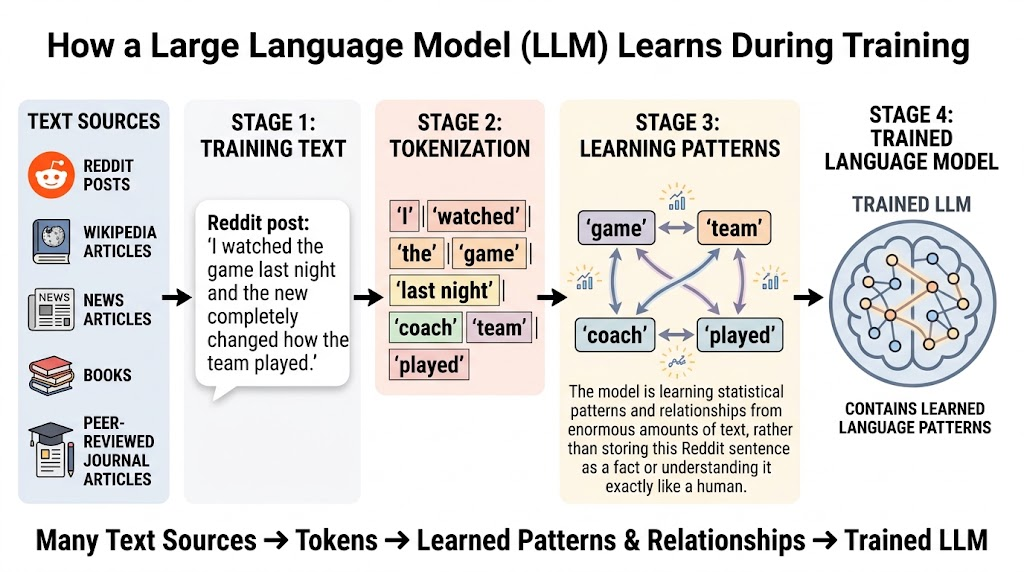 How a Large Language Model (LLM) Learns During Training
TEXT SOURCES
REDDIT
POSTS
WIKIPEDIA
ARTICLES
NEWS
NEWS
ARTICLES
BOOKS
PEER-
REVIEWED
JOURNAL
ARTICLES
STAGE 1:
TRAINING TEXT
Reddit post:
‘I watched the
game last night
and the new
completely
changed how the
team played.’
STAGE 2:
TOKENIZATION
‘I’ | ‘watched’ |
‘the’ | ‘game’ |
‘last night’ |
‘coach’ ‘team’ |
‘played’
STAGE 3:
LEARNING PATTERNS
‘game’ ‘team’
‘coach’ ‘played’
The model is learning statistical
patterns and relationships from
enormous amounts of text, rather
than storing this Reddit sentence
as a fact or understanding it
exactly like a human.
STAGE 4:
TRAINED
LANGUAGE MODEL
TRAINED LLM
CONTAINS LEARNED
LANGUAGE PATTERNS
Many Text Sources → Tokens → Learned Patterns & Relationships → Trained LLM